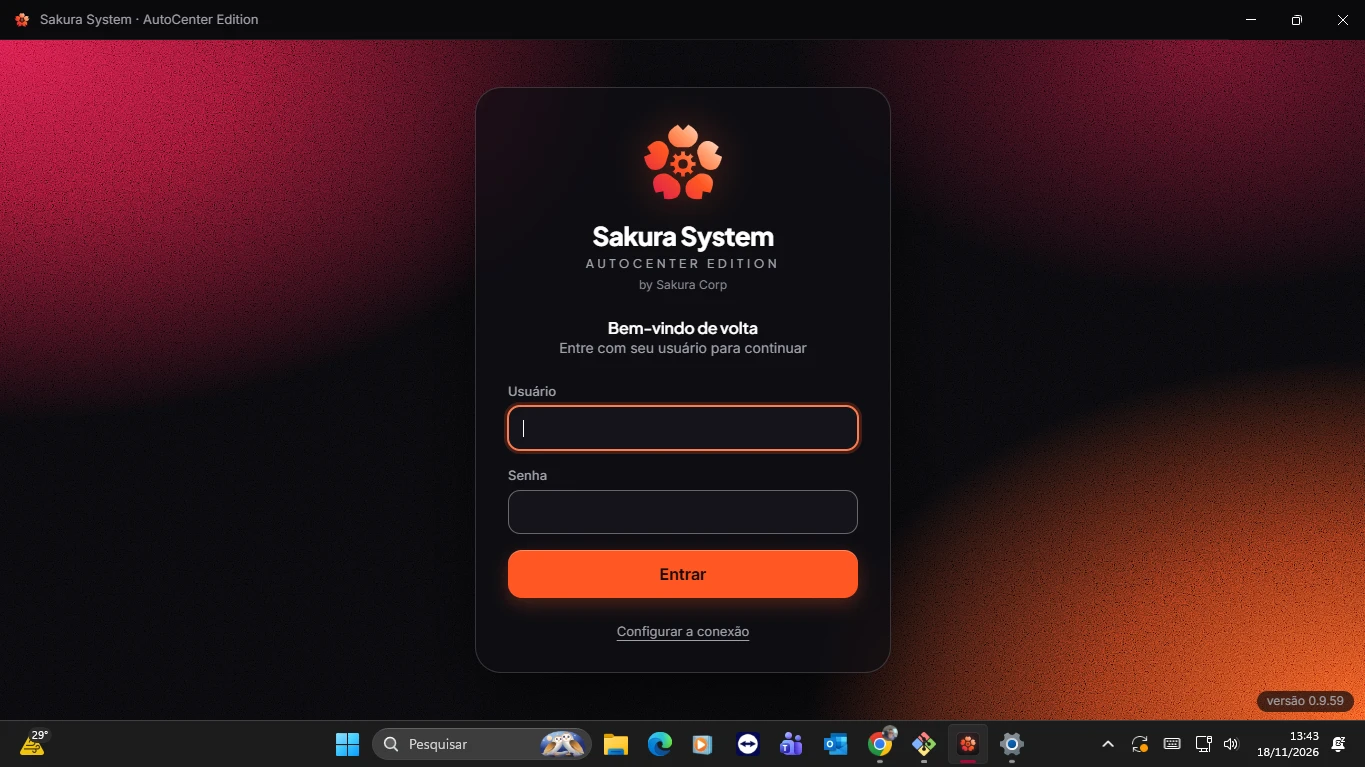 Sakura System · AutoCenter Edition
Sakura System
AUTOCENTER EDITION
by Sakura Corp
Bem-vindo de volta
Entre com seu usuário para continuar
Usuário
Senha
Entrar
Configurar a conexão
versão 0.9.59
29°
Pesquisar
13:43
18/11/2026